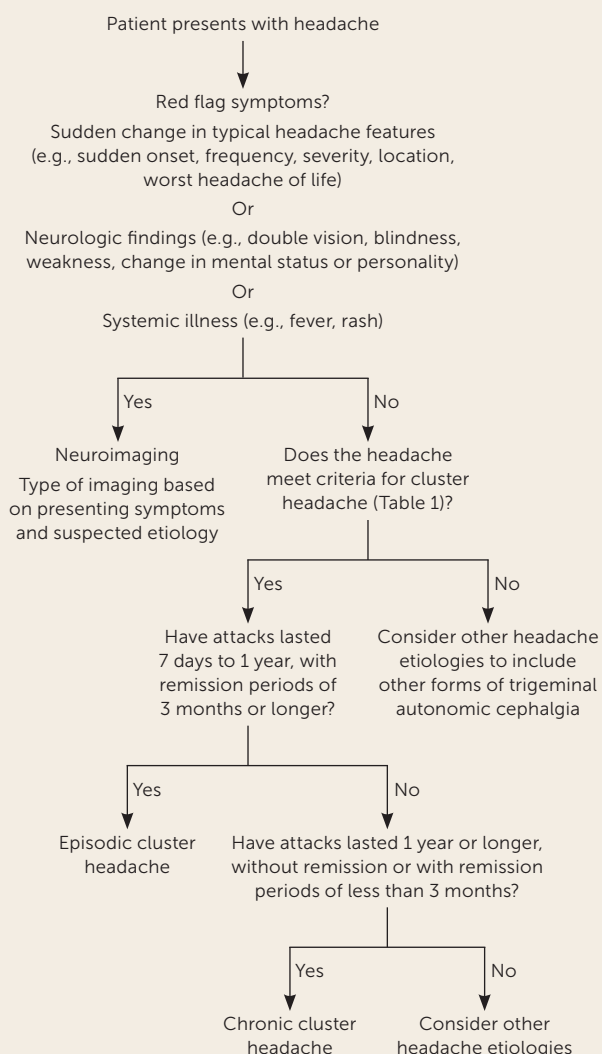 Patient presents with headache
Red flag symptoms?
Sudden change in typical headache features
(e.g., sudden onset, frequency, severity, location,
worst headache of life)
Or
Neurologic findings (e.g., double vision, blindness,
weakness, change in mental status or personality)
Or
Systemic illness (e.g., fever, rash)
Yes
No
Neuroimaging
Type of imaging based
on presenting symptoms
and suspected etiology
Does the headache
meet criteria for cluster
headache (Table 1)?
Yes
No
Have attacks lasted
7 days to 1 year, with
remission periods of
3 months or longer?
Consider other headache
etiologies to include
other forms of trigeminal
autonomic cephalgia
Yes
No
Episodic cluster
headache
Have attacks lasted 1 year or longer,
without remission or with remission
periods of less than 3 months?
Yes
No
Chronic cluster
headache
Consider other
headache etiologies